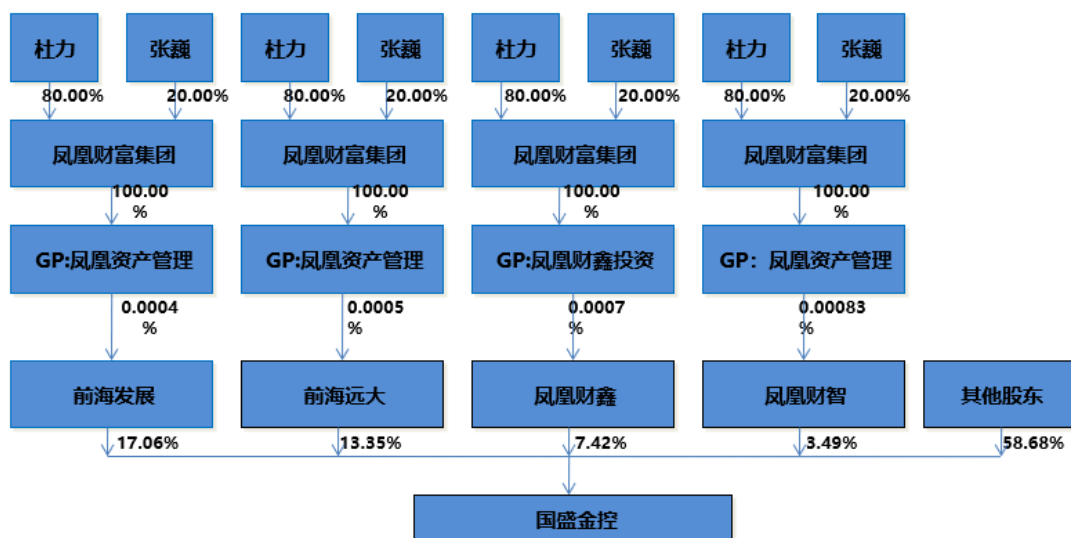 杜力 张巍 杜力 张巍 杜力 张巍 杜力 张巍
80.00% 20.00% 80.00% 20.00% 80.00% 20.00% 80.00% 20.00%
凤凰财富集团 凤凰财富集团 凤凰财富集团 凤凰财富集团
100.00 100.00 100.00 100.00
% % % %
GP:凤凰资产管理 GP:凤凰资产管理 GP:凤凰财鑫投资 GP：凤凰资产管理
0.0004 0.0005 0.0007 0.00083
% % % %
前海发展 前海远大 凤凰财鑫 凤凰财智 其他股东
17.06% 13.35% 7.42% 3.49% 58.68%
国盛金控